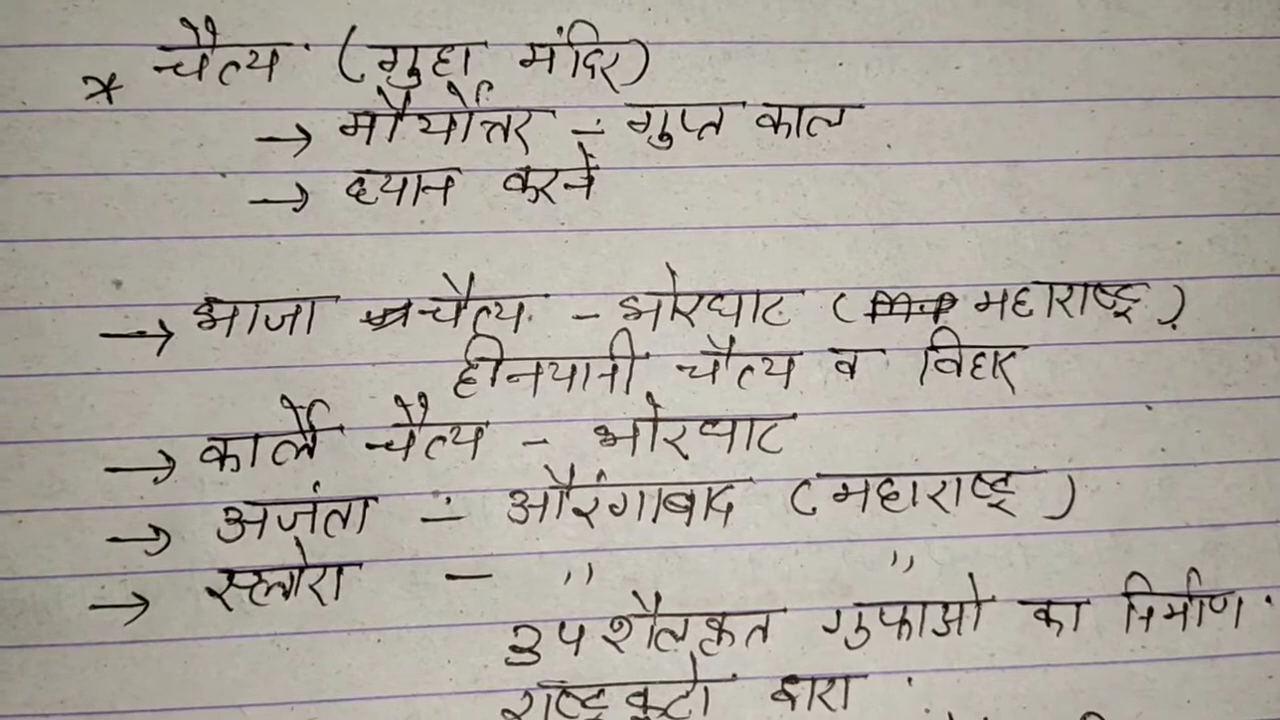 * चैत्य (गुहा मंदिर)
→ मौर्योत्तर - गुप्त काल
→ ध्यान करने
→ भाजा चैत्य - भोरघाट (महाराष्ट्र)
हीनयानी चैत्य व विहार
→ कार्ले चैत्य - भोरघाट
→ अजंता - औरंगाबाद (महाराष्ट्र)
→ एलोरा - " "
34 शैलकृत गुफाओ का निर्माण
राष्ट्रकूटो द्वारा